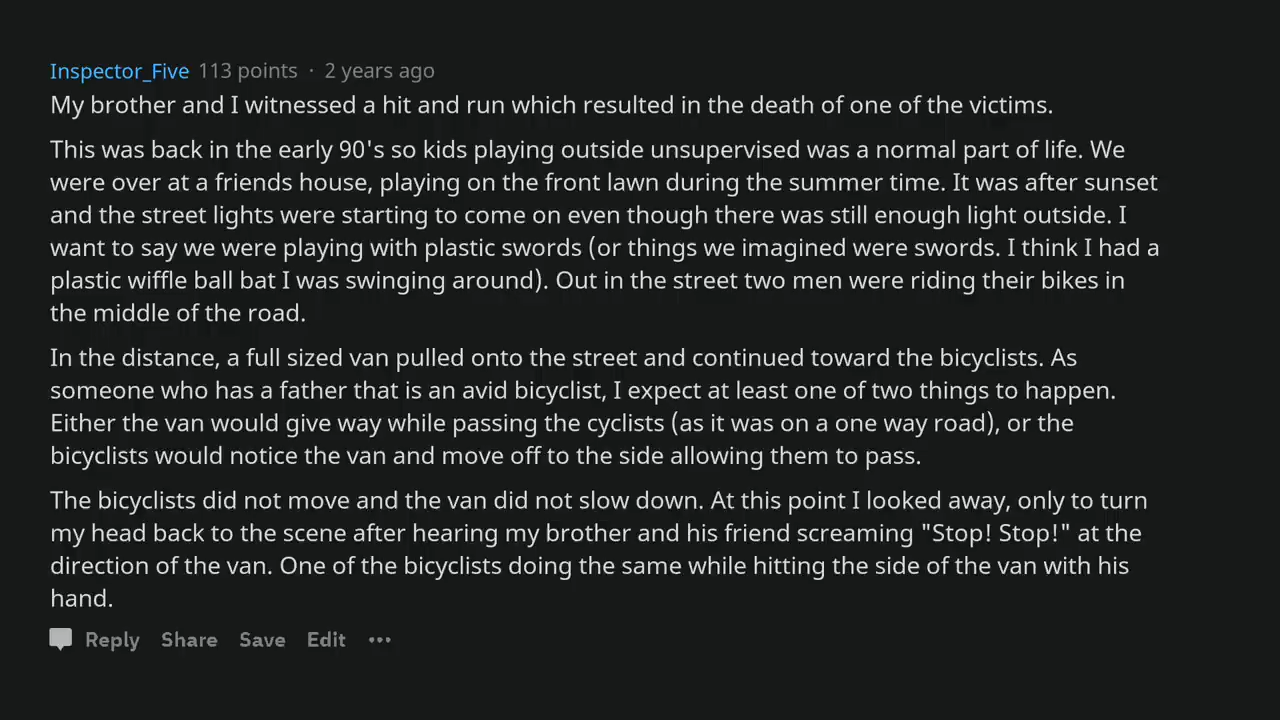 Inspector_Five 113 points · 2 years ago
My brother and I witnessed a hit and run which resulted in the death of one of the victims.
This was back in the early 90's so kids playing outside unsupervised was a normal part of life. We
were over at a friends house, playing on the front lawn during the summer time. It was after sunset
and the street lights were starting to come on even though there was still enough light outside. I
want to say we were playing with plastic swords (or things we imagined were swords. I think I had a
plastic wiffle ball bat I was swinging around). Out in the street two men were riding their bikes in
the middle of the road.
In the distance, a full sized van pulled onto the street and continued toward the bicyclists. As
someone who has a father that is an avid bicyclist, I expect at least one of two things to happen.
Either the van would give way while passing the cyclists (as it was on a one way road), or the
bicyclists would notice the van and move off to the side allowing them to pass.
The bicyclists did not move and the van did not slow down. At this point I looked away, only to turn
my head back to the scene after hearing my brother and his friend screaming "Stop! Stop!" at the
direction of the van. One of the bicyclists doing the same while hitting the side of the van with his
hand.
Reply Share Save Edit •••